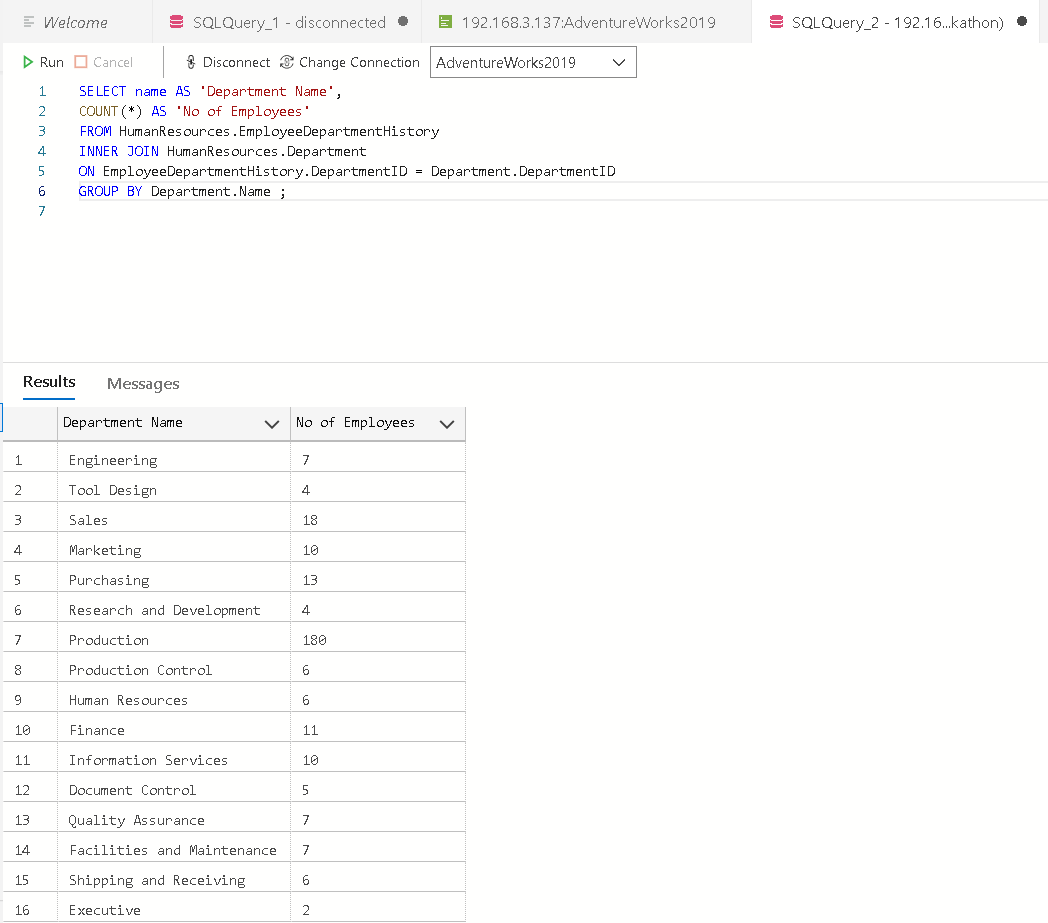 Welcome SQLQuery_1 - disconnected 192.168.3.137:AdventureWorks2019 SQLQuery_2 - 192.16...kathon)
Run Cancel Disconnect Change Connection AdventureWorks2019
1 SELECT name AS 'Department Name',
2 COUNT(*) AS 'No of Employees'
3 FROM HumanResources.EmployeeDepartmentHistory
4 INNER JOIN HumanResources.Department
5 ON EmployeeDepartmentHistory.DepartmentID = Department.DepartmentID
6 GROUP BY Department.Name ;
7
Results Messages
Department Name No of Employees
1 Engineering 7
2 Tool Design 4
3 Sales 18
4 Marketing 10
5 Purchasing 13
6 Research and Development 4
7 Production 180
8 Production Control 6
9 Human Resources 6
10 Finance 11
11 Information Services 10
12 Document Control 5
13 Quality Assurance 7
14 Facilities and Maintenance 7
15 Shipping and Receiving 6
16 Executive 2